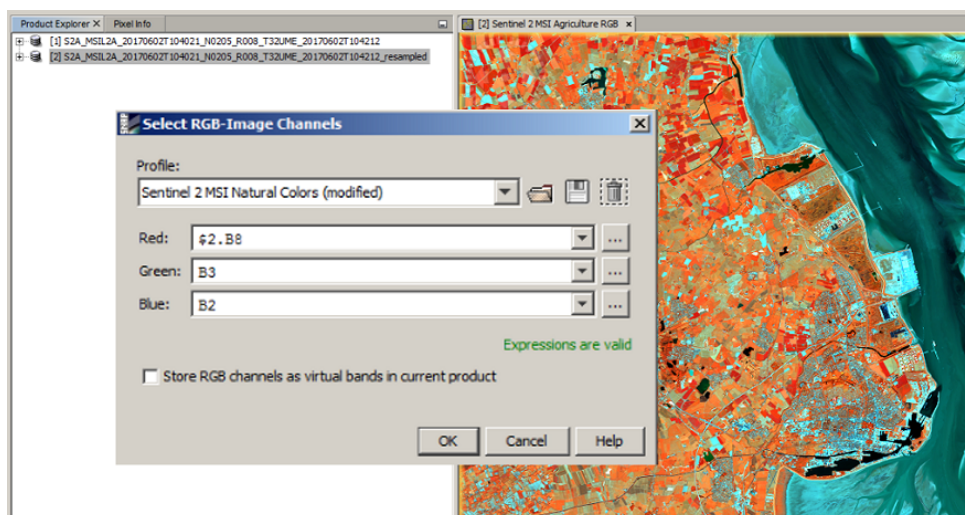 Product Explorer X Pixel Info
[1] S2A_MSIL2A_20170602T104021_N0205_R008_T32UME_20170602T104212
[2] S2A_MSIL2A_20170602T104021_N0205_R008_T32UME_20170602T104212_resampled
[2] Sentinel 2 MSI Agriculture RGB ×
SNAP Select RGB-Image Channels
Profile:
Sentinel 2 MSI Natural Colors (modified)
Red: $2.B8 ...
Green: B3 ...
Blue: B2 ...
Expressions are valid
Store RGB channels as virtual bands in current product
OK Cancel Help